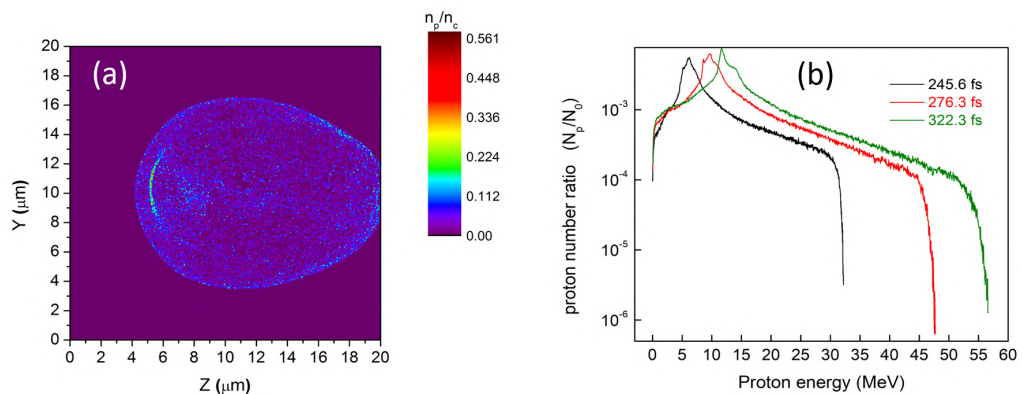 (a)
n_p/n_c
0.561
0.448
0.336
0.224
0.112
0.00
20
18
16
14
12
10
8
6
4
2
0
Y (μm)
0 2 4 6 8 10 12 14 16 18 20
Z (μm)
(b)
245.6 fs
276.3 fs
322.3 fs
10⁻³
10⁻⁴
10⁻⁵
10⁻⁶
proton number ratio (N_p/N_0)
0 5 10 15 20 25 30 35 40 45 50 55 60
Proton energy (MeV)